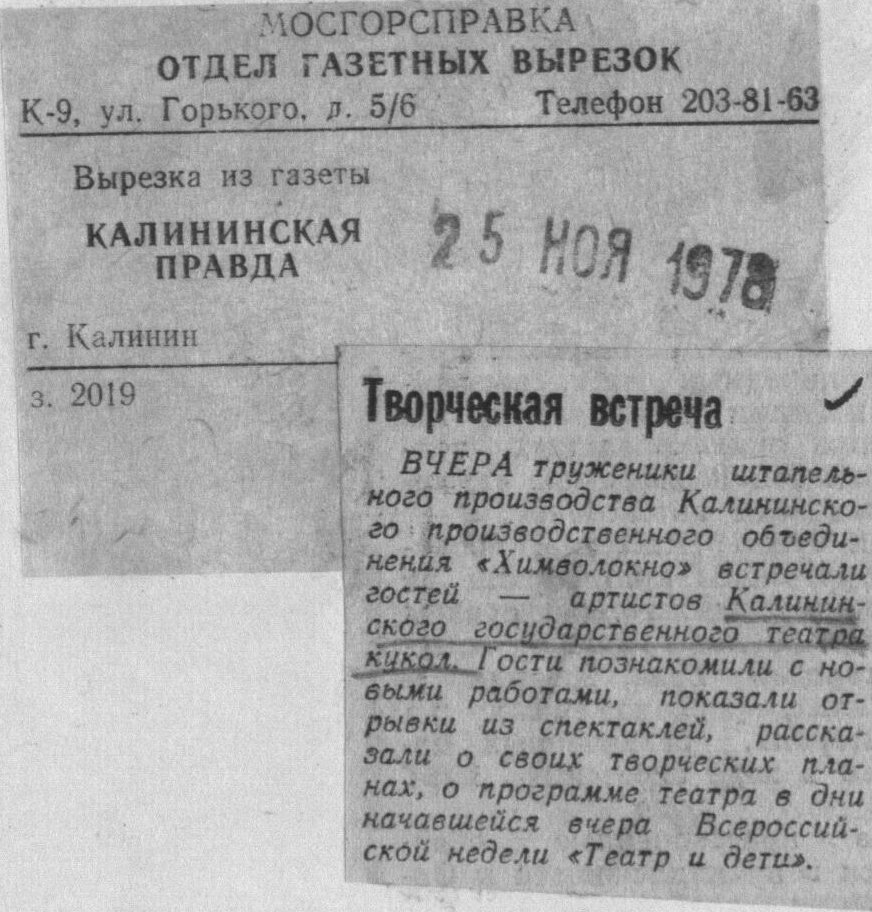 МОСГОРСПРАВКА
ОТДЕЛ ГАЗЕТНЫХ ВЫРЕЗОК
К-9, ул. Горького, д. 5/6 Телефон 203-81-63
Вырезка из газеты
КАЛИНИНСКАЯ
ПРАВДА
25 НОЯ 1978
г. Калинин
з. 2019
Творческая встреча
ВЧЕРА труженики штапель-
ного производства Калининско-
го производственного объеди-
нения «Химволокно» встречали
гостей — артистов Калинин-
ского государственного театра
кукол. Гости познакомили с но-
выми работами, показали от-
рывки из спектаклей, расска-
зали о своих творческих пла-
нах, о программе театра в дни
начавшейся вчера Всероссий-
ской недели «Театр и дети».